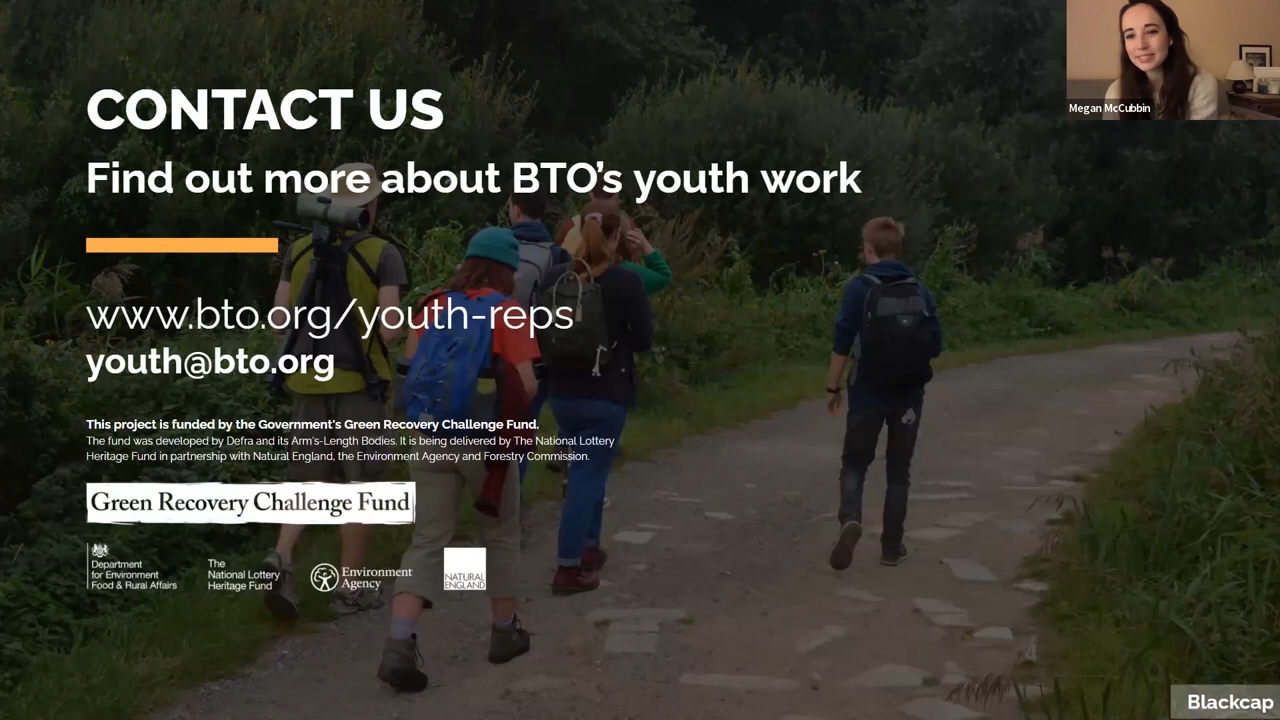 CONTACT US
Find out more about BTO's youth work
www.bto.org/youth-reps
youth@bto.org
This project is funded by the Government's Green Recovery Challenge Fund.
The fund was developed by Defra and its Arm's-Length Bodies. It is being delivered by The National Lottery
Heritage Fund in partnership with Natural England, the Environment Agency and Forestry Commission.
Green Recovery Challenge Fund
Department
for Environment
Food & Rural Affairs
The
National Lottery
Heritage Fund
Environment
Agency
NATURAL
ENGLAND
Megan McCubbin
Blackcap